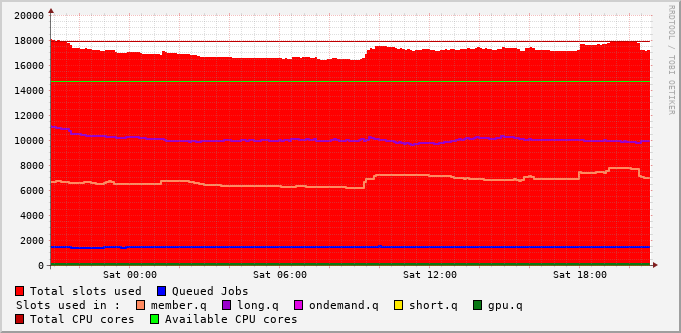 20000
18000
16000
14000
12000
10000
8000
6000
4000
2000
0
Sat 00:00 Sat 06:00 Sat 12:00 Sat 18:00
RRDTOOL / TOBI OETIKER
Total slots used Queued Jobs
Slots used in : member.q long.q ondemand.q short.q gpu.q
Total CPU cores Available CPU cores